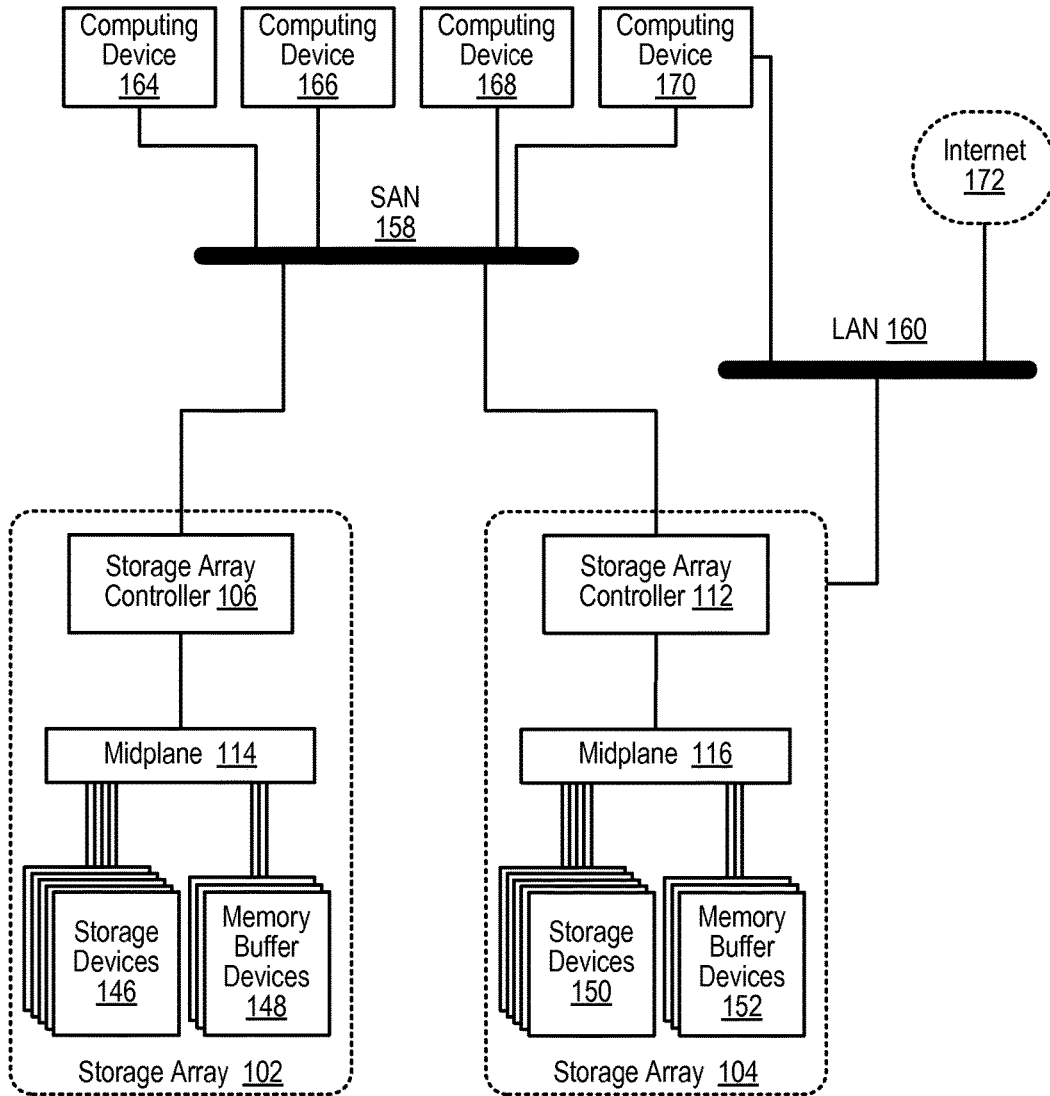 Computing
Device
164
Computing
Device
166
Computing
Device
168
Computing
Device
170
Internet
172
SAN
158
LAN 160
Storage Array
Controller 106
Storage Array
Controller 112
Midplane 114
Midplane 116
Storage
Devices
146
Memory
Buffer
Devices
148
Storage
Devices
150
Memory
Buffer
Devices
152
Storage Array 102
Storage Array 104